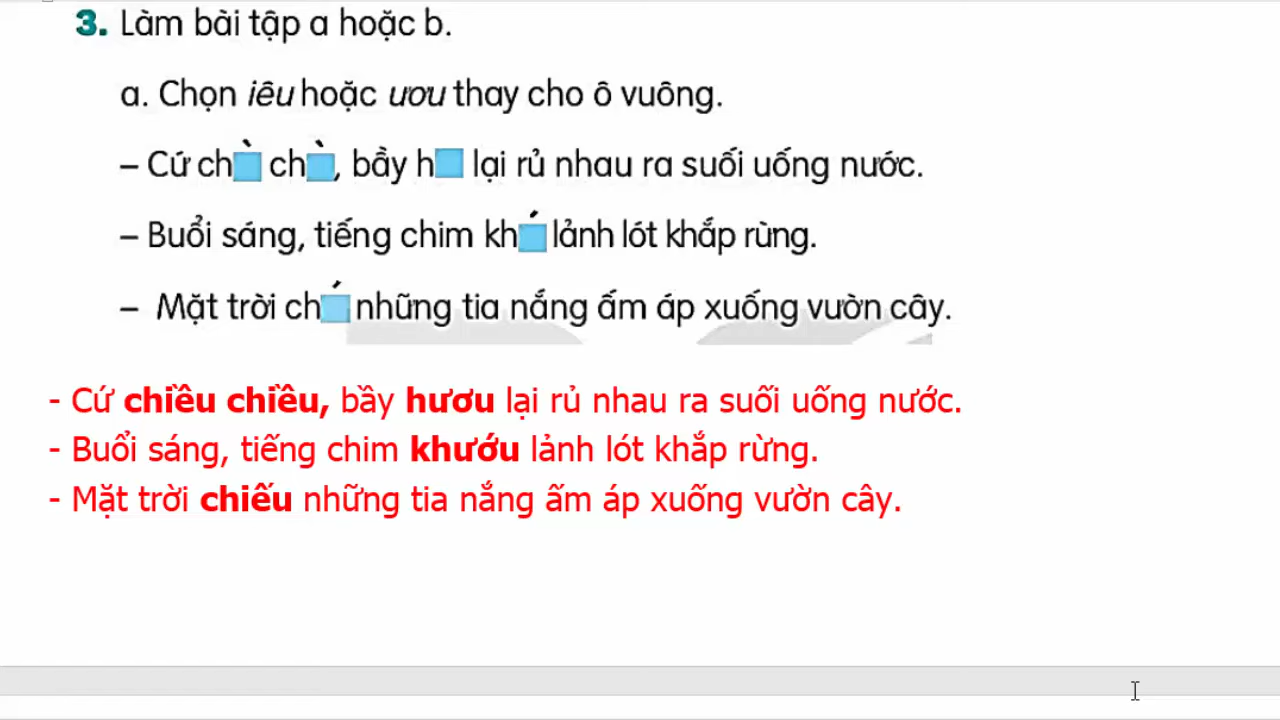 3. Làm bài tập a hoặc b.
a. Chọn iêu hoặc ươu thay cho ô vuông.
– Cứ ch□̀ ch□̀, bầy h□ lại rủ nhau ra suối uống nước.
– Buổi sáng, tiếng chim kh□́ lảnh lót khắp rừng.
– Mặt trời ch□́ những tia nắng ấm áp xuống vườn cây.
- Cứ chiều chiều, bầy hươu lại rủ nhau ra suối uống nước.
- Buổi sáng, tiếng chim khướu lảnh lót khắp rừng.
- Mặt trời chiếu những tia nắng ấm áp xuống vườn cây.